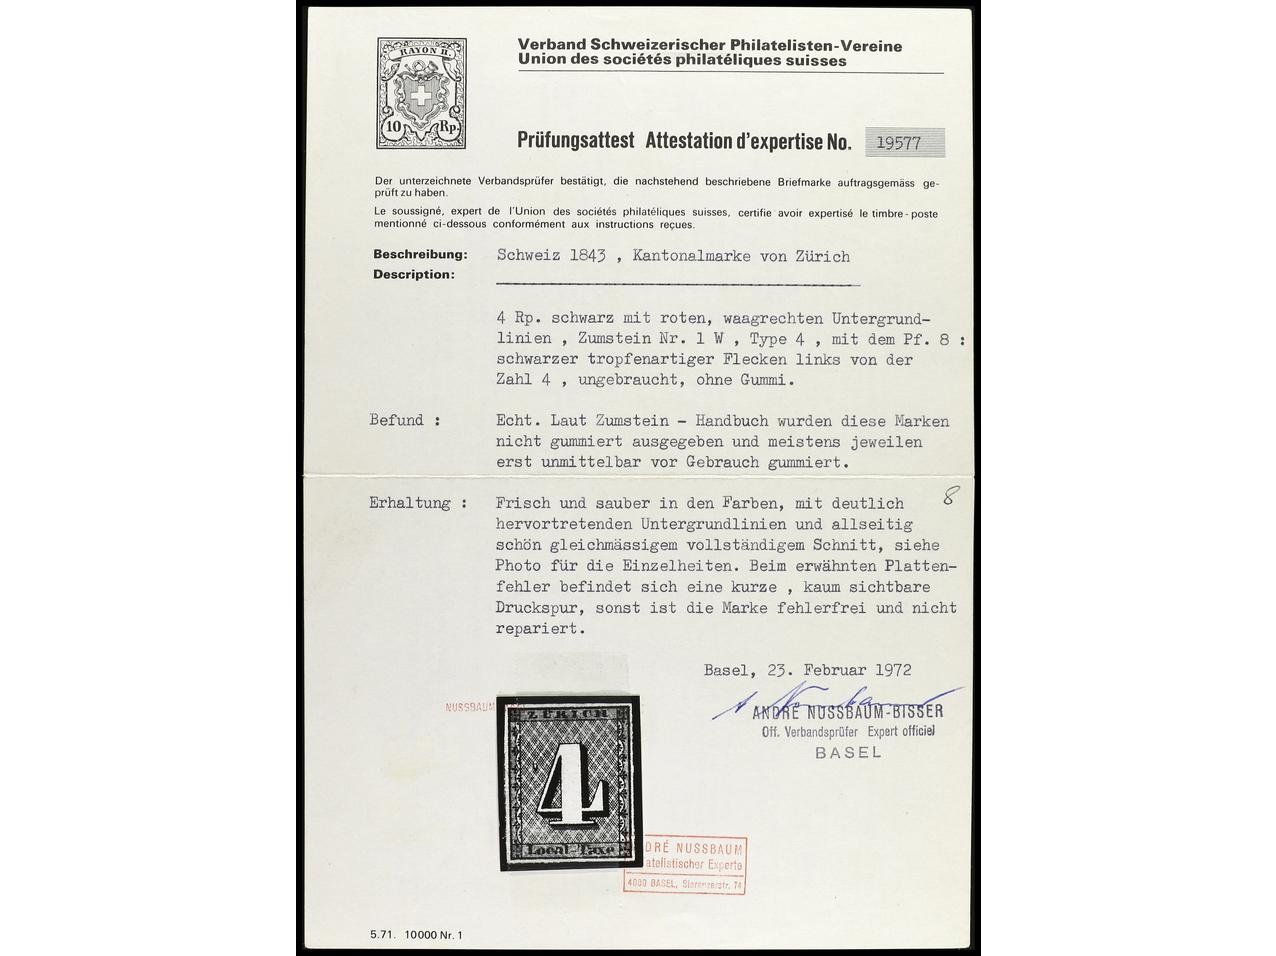 RAYON II.
10 Rp.
Verband Schweizerischer Philatelisten-Vereine
Union des sociétés philatéliques suisses
Prüfungsattest Attestation d'expertise No. 19577
Der unterzeichnete Verbandsprüfer bestätigt, die nachstehend beschriebene Briefmarke auftragsgemäss ge-
prüft zu haben.
Le soussigné, expert de l'Union des sociétés philatéliques suisses, certifie avoir expertisé le timbre-poste
mentionné ci-dessous conformément aux instructions reçues.
Beschreibung: Schweiz 1843 , Kantonalmarke von Zürich
Description:
4 Rp. schwarz mit roten, waagrechten Untergrund-
linien , Zumstein Nr. 1 W , Type 4 , mit dem Pf. 8 :
schwarzer tropfenartiger Flecken links von der
Zahl 4 , ungebraucht, ohne Gummi.
Befund : Echt. Laut Zumstein - Handbuch wurden diese Marken
nicht gummiert ausgegeben und meistens jeweilen
erst unmittelbar vor Gebrauch gummiert.
Erhaltung : Frisch und sauber in den Farben, mit deutlich 8
hervortretenden Untergrundlinien und allseitig
schön gleichmässigem vollständigem Schnitt, siehe
Photo für die Einzelheiten. Beim erwähnten Platten-
fehler befindet sich eine kurze , kaum sichtbare
Druckspur, sonst ist die Marke fehlerfrei und nicht
repariert.
Basel, 23. Februar 1972
ANDRÉ NUSSBAUM-BISSER
Off. Verbandsprüfer Expert officiel
BASEL
NUSSBAUM
ZÜRICH
4
Local-Taxe
DRÉ NUSSBAUM
atelistischer Experte
4000 BASEL, Sierenzerstr. 74
5.71. 10000 Nr. 1